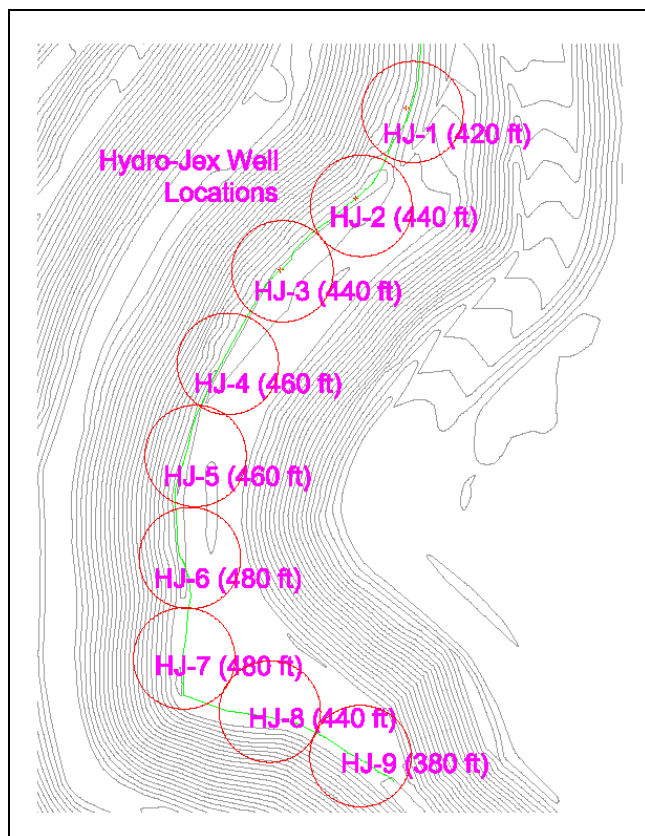 HJ-1 (420 ft)
Hydro-Jex Well
Locations
HJ-2 (440 ft)
HJ-3 (440 ft)
HJ-4 (460 ft)
HJ-5 (460 ft)
HJ-6 (480 ft)
HJ-7 (480 ft)
HJ-8 (440 ft)
HJ-9 (380 ft)